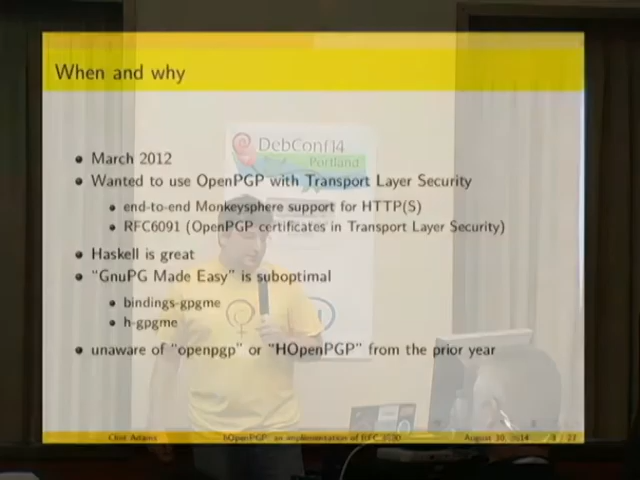 When and why
DebConf14
Portland
March 2012
Wanted to use OpenPGP with Transport Layer Security
end-to-end Monkeysphere support for HTTP(S)
RFC6091 (OpenPGP certificates in Transport Layer Security)
Haskell is great
"GnuPG Made Easy" is suboptimal
bindings-gpgme
h-gpgme
unaware of "openpgp" or "HOpenPGP" from the prior year
Clint Adams
hOpenPGP: an implementation of RFC 4880
August 30, 2014